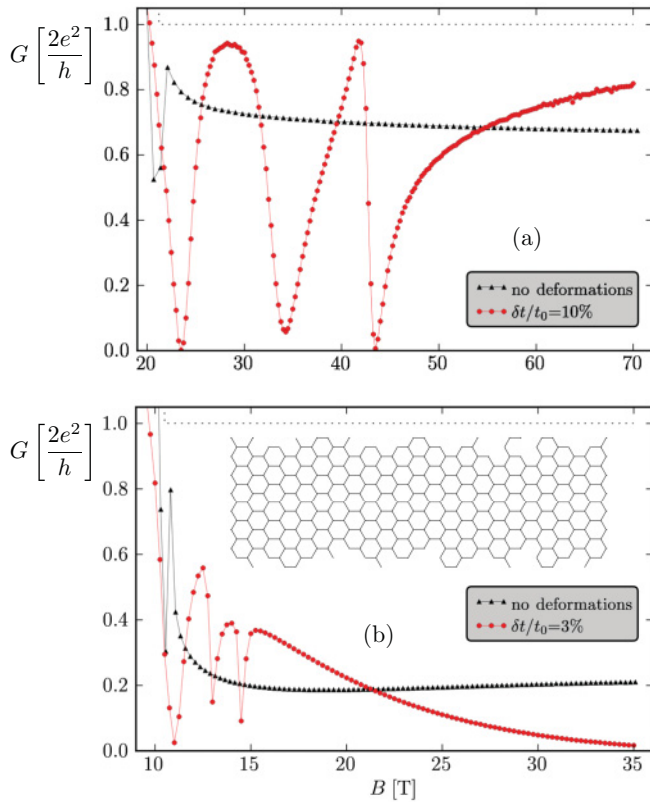 G [2e²/h]
1.0
0.8
0.6
0.4
0.2
0.0
20 30 40 50 60 70
(a)
no deformations
δt/t₀=10%
G [2e²/h]
1.0
0.8
0.6
0.4
0.2
0.0
10 15 20 25 30 35
(b)
no deformations
δt/t₀=3%
B [T]